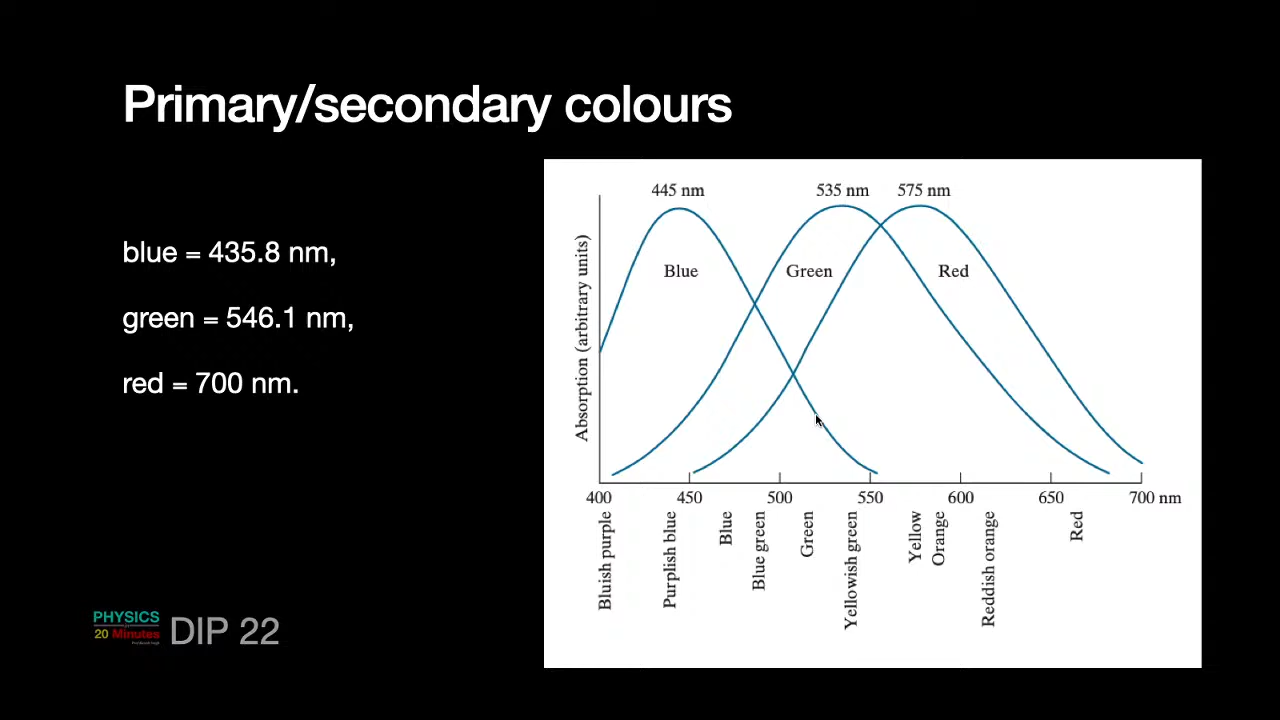 Primary/secondary colours
blue = 435.8 nm,
green = 546.1 nm,
red = 700 nm.
445 nm
535 nm
575 nm
Blue
Green
Red
Absorption (arbitrary units)
400
450
500
550
600
650
700 nm
Bluish purple
Purplish blue
Blue
Blue green
Green
Yellowish green
Yellow
Orange
Reddish orange
Red
PHYSICS
20 Minutes
DIP 22